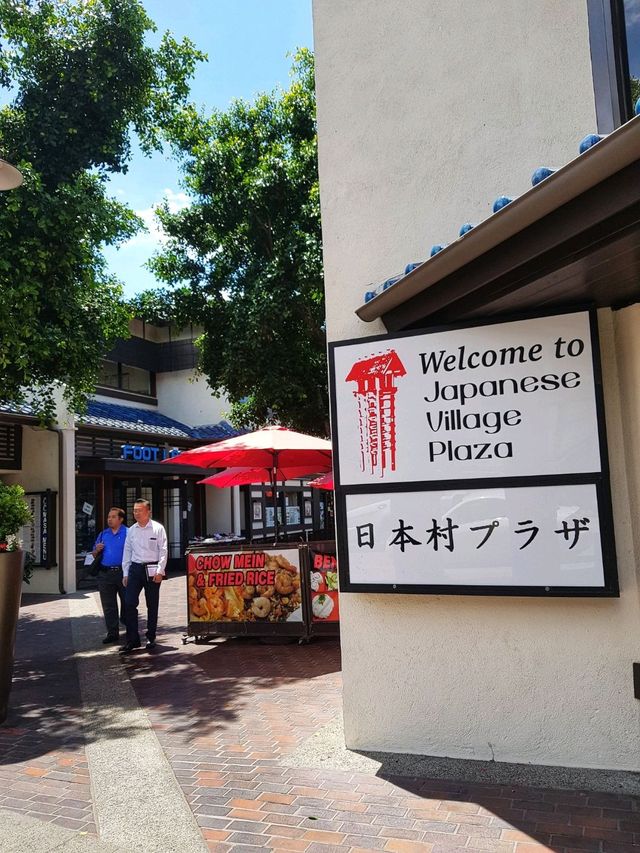 Welcome to
Japanese
Village
Plaza
日本村プラザ
FOOT
CHOW MEIN
& FRIED RICE